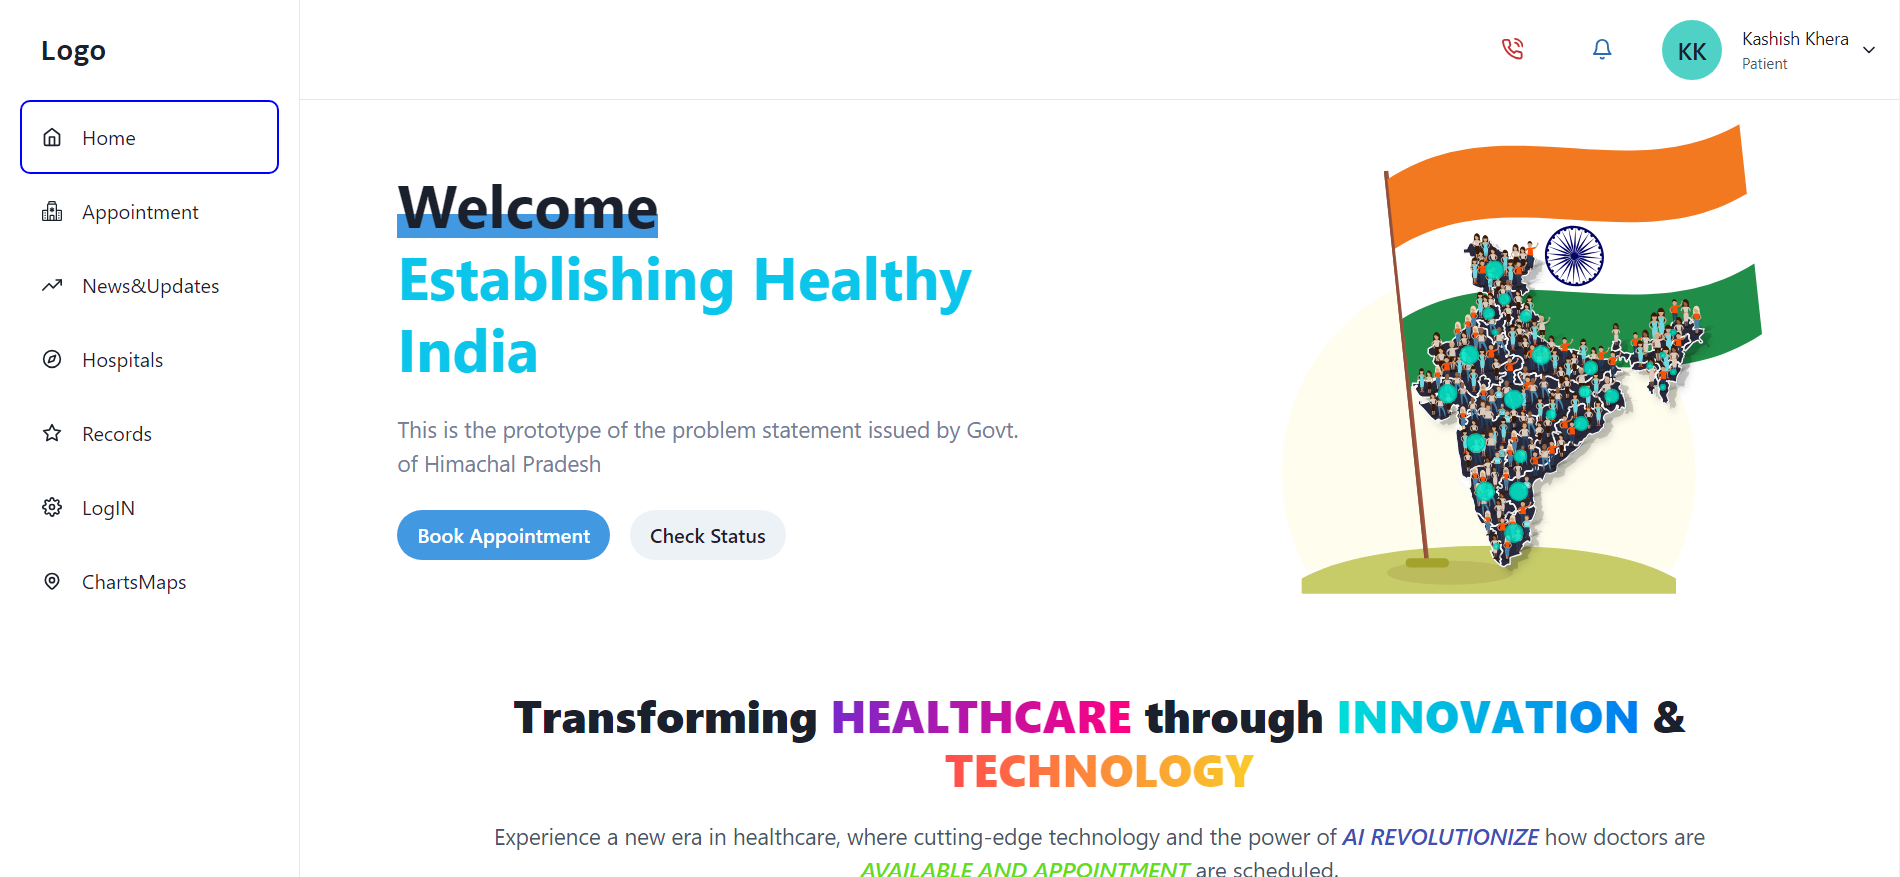 Logo
Home
Appointment
News&Updates
Hospitals
Records
LogIN
ChartsMaps
KK
Kashish Khera
Patient
Welcome
Establishing Healthy
India
This is the prototype of the problem statement issued by Govt.
of Himachal Pradesh
Book Appointment
Check Status
Transforming HEALTHCARE through INNOVATION &
TECHNOLOGY
Experience a new era in healthcare, where cutting-edge technology and the power of AI REVOLUTIONIZE how doctors are
AVAILABLE AND APPOINTMENT are scheduled.